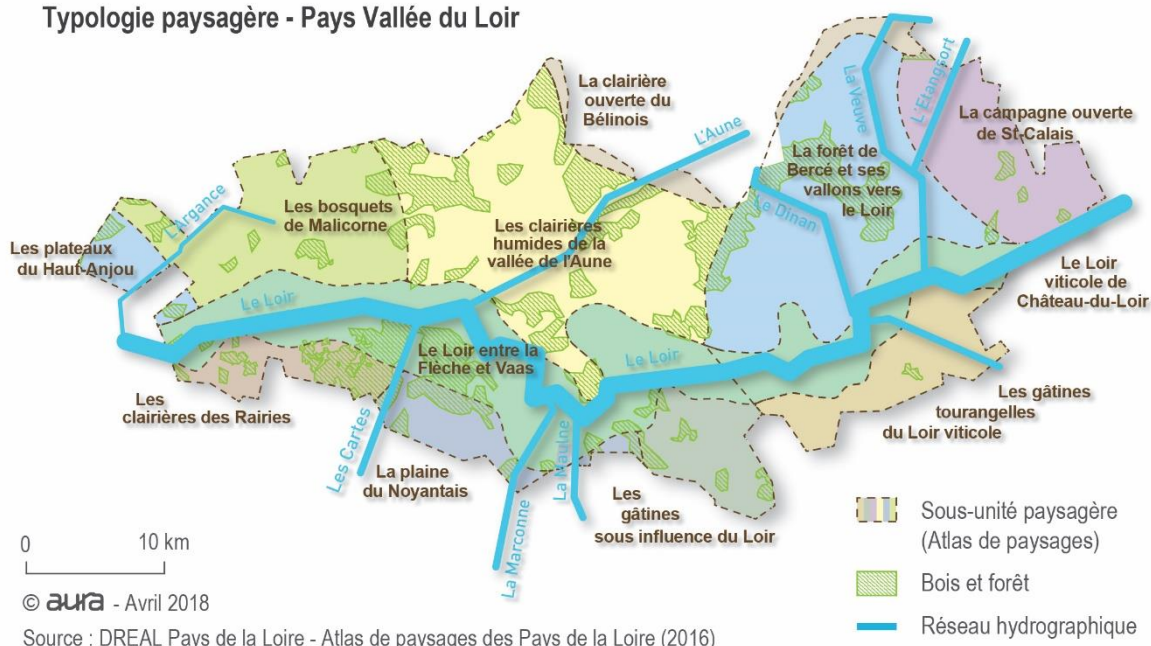 Typologie paysagère - Pays Vallée du Loir
La clairière
ouverte du
Bélinois
L'Aune
La Veuve
L'Etangsort
La campagne ouverte
de St-Calais
La forêt de
Bercé et ses
vallons vers
le Loir
Le Dinan
L'Argance
Les bosquets
de Malicorne
Les clairières
humides de la
vallée de l'Aune
Les plateaux
du Haut-Anjou
Le Loir
viticole de
Château-du-Loir
Le Loir
Le Loir entre la
Flèche et Vaas
Le Loir
Les
clairières des Rairies
Les Cartes
La plaine
du Noyantais
La Marconne
La Maulne
Les
gâtines
sous influence du Loir
Les gâtines
tourangelles
du Loir viticole
0 10 km
© aura - Avril 2018
Source : DREAL Pays de la Loire - Atlas de paysages des Pays de la Loire (2016)
Sous-unité paysagère
(Atlas de paysages)
Bois et forêt
Réseau hydrographique